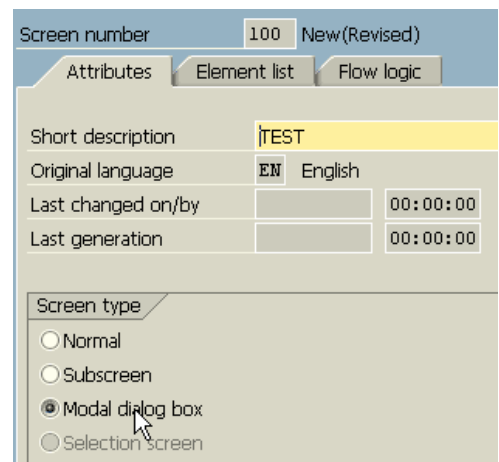 Screen number 100 New(Revised)
Attributes Element list Flow logic
Short description TEST
Original language EN English
Last changed on/by 00:00:00
Last generation 00:00:00
Screen type
Normal
Subscreen
Modal dialog box
Selection screen